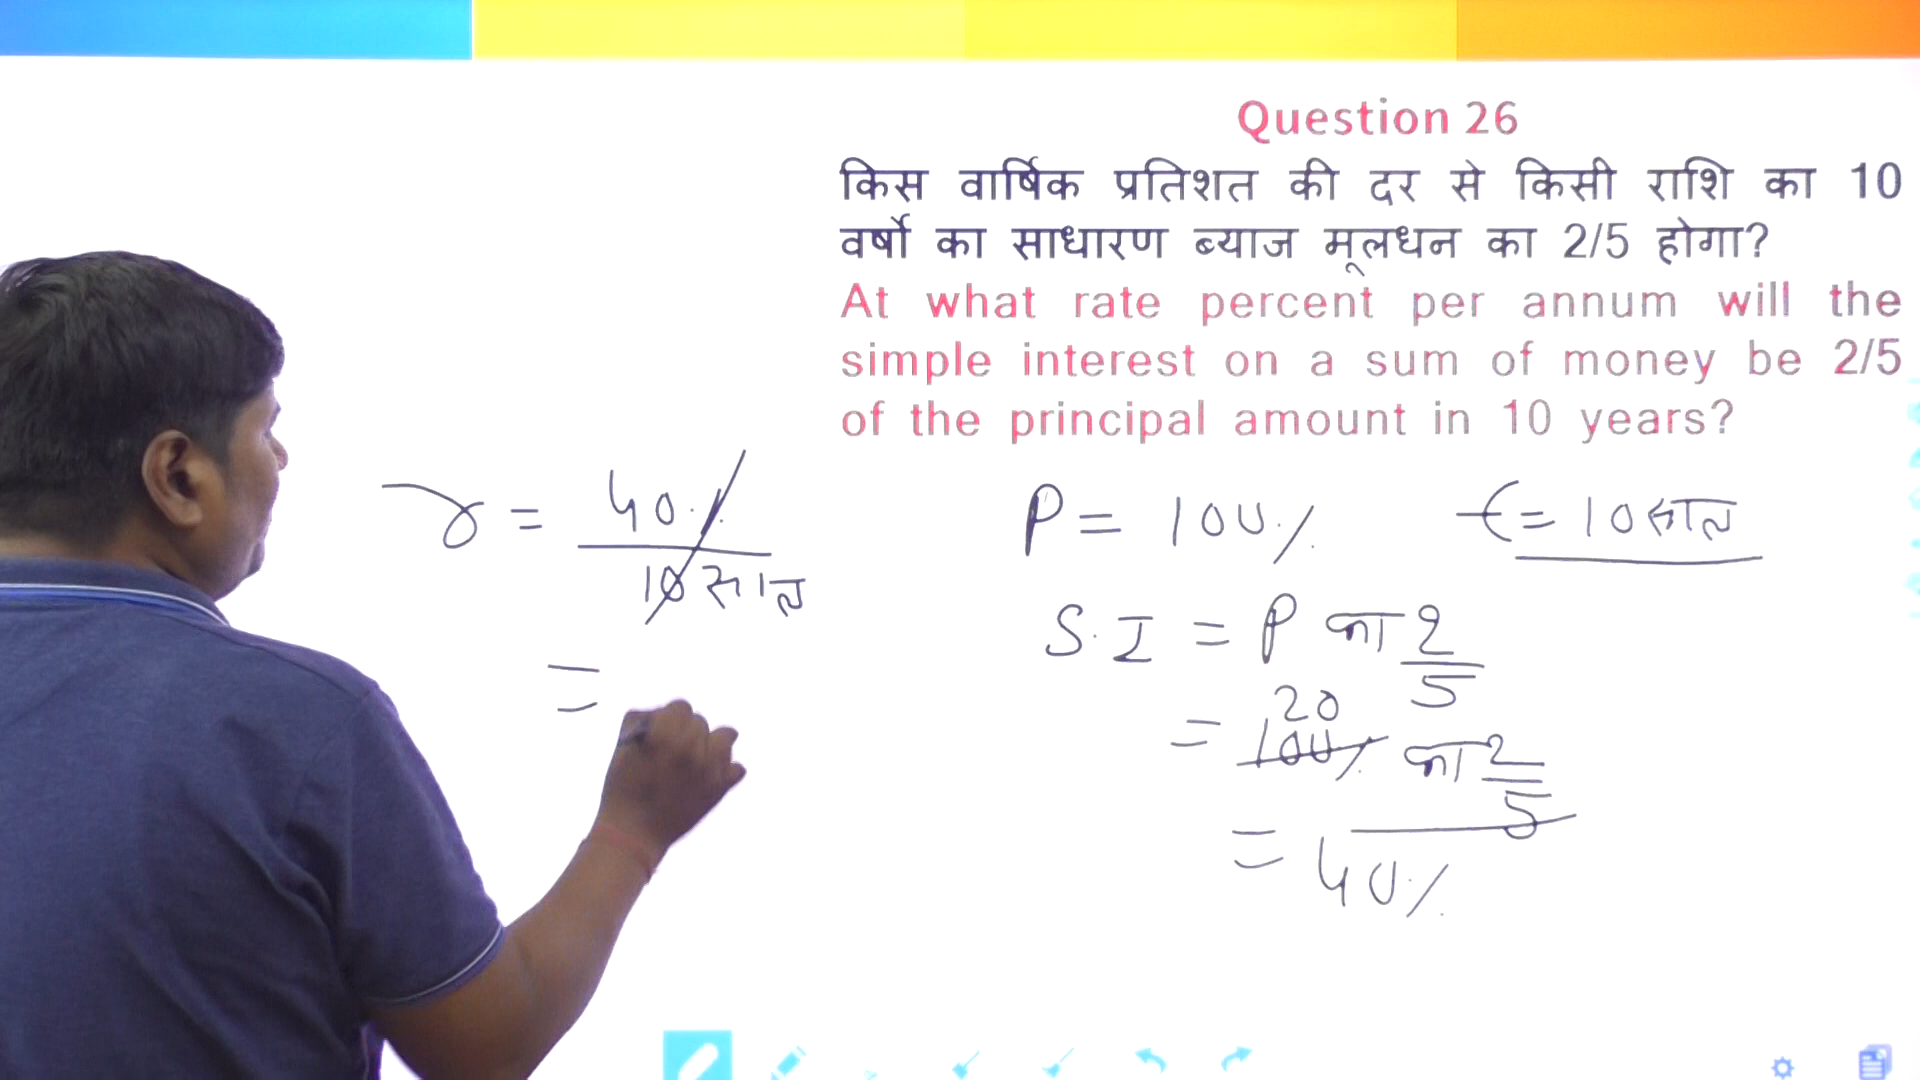 Question 26
किस वार्षिक प्रतिशत की दर से किसी राशि का 10
वर्षों का साधारण ब्याज मूलधन का 2/5 होगा?
At what rate percent per annum will the
simple interest on a sum of money be 2/5
of the principal amount in 10 years?
r = 40%
10 साल
=
P = 100% t = 10 साल
S.I = P का 2/5
20
= 100% का 2/5
= 40%